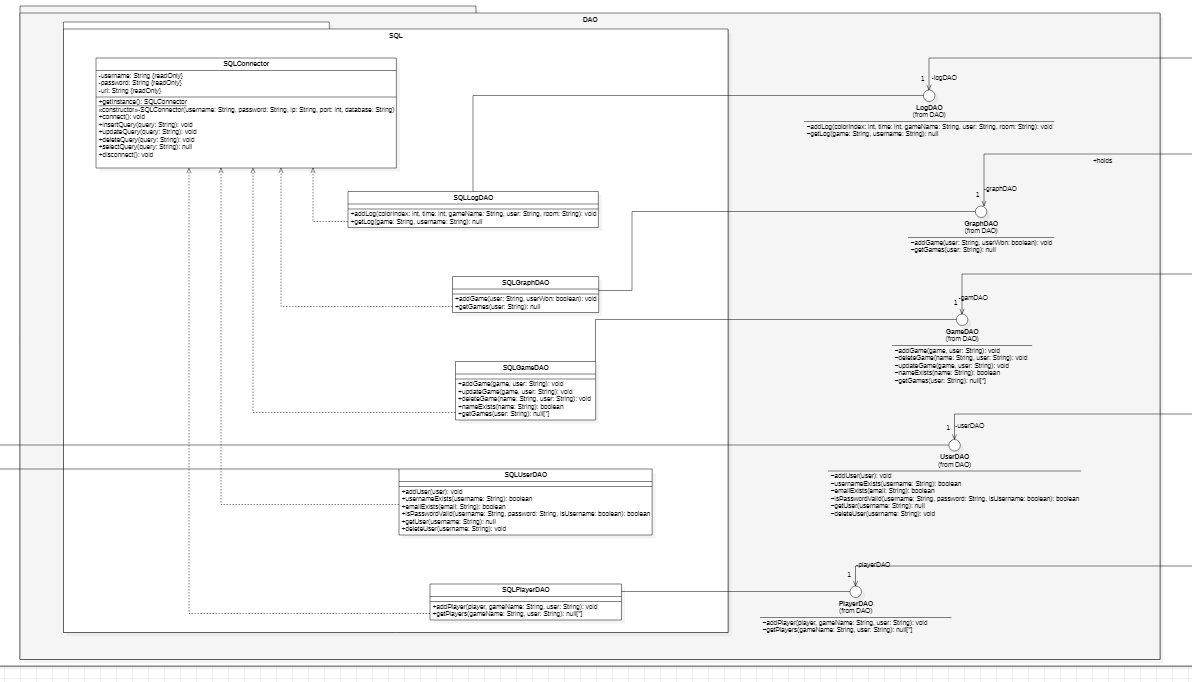 DAO
SQL
SQLConnector
-username: String {readOnly}
-password: String {readOnly}
-url: String {readOnly}
+getInstance(): SQLConnector
«constructor»-SQLConnector(username: String, password: String, ip: String, port: int, database: String)
+connect(): void
+insertQuery(query: String): void
+updateQuery(query: String): void
+deleteQuery(query: String): void
+selectQuery(query: String): null
+disconnect(): void
SQLLogDAO
+addLog(colorIndex: int, time: int, gameName: String, user: String, room: String): void
+getLog(game: String, username: String): null
SQLGraphDAO
+addGame(user: String, userWon: boolean): void
+getGames(user: String): null
SQLGameDAO
+addGame(game, user: String): void
+updateGame(game, user: String): void
+deleteGame(name: String, user: String): void
+nameExists(name: String): boolean
+getGames(user: String): null[*]
SQLUserDAO
+addUser(user): void
+usernameExists(username: String): boolean
+emailExists(email: String): boolean
+isPasswordValid(username: String, password: String, isUsername: boolean): boolean
+getUser(username: String): null
+deleteUser(username: String): void
SQLPlayerDAO
+addPlayer(player, gameName: String, user: String): void
+getPlayers(gameName: String, user: String): null[*]
1
-logDAO
LogDAO
(from DAO)
~addLog(colorIndex: int, time: int, gameName: String, user: String, room: String): void
~getLog(game: String, username: String): null
+holds
1
-graphDAO
GraphDAO
(from DAO)
~addGame(user: String, userWon: boolean): void
~getGames(user: String): null
1
-gamDAO
GameDAO
(from DAO)
~addGame(game, user: String): void
~deleteGame(name: String, user: String): void
~updateGame(game, user: String): void
~nameExists(name: String): boolean
~getGames(user: String): null[*]
1
-userDAO
UserDAO
(from DAO)
~addUser(user): void
~usernameExists(username: String): boolean
~emailExists(email: String): boolean
~isPasswordValid(username: String, password: String, isUsername: boolean): boolean
~getUser(username: String): null
~deleteUser(username: String): void
-playerDAO
1
PlayerDAO
(from DAO)
~addPlayer(player, gameName: String, user: String): void
~getPlayers(gameName: String, user: String): null[*]